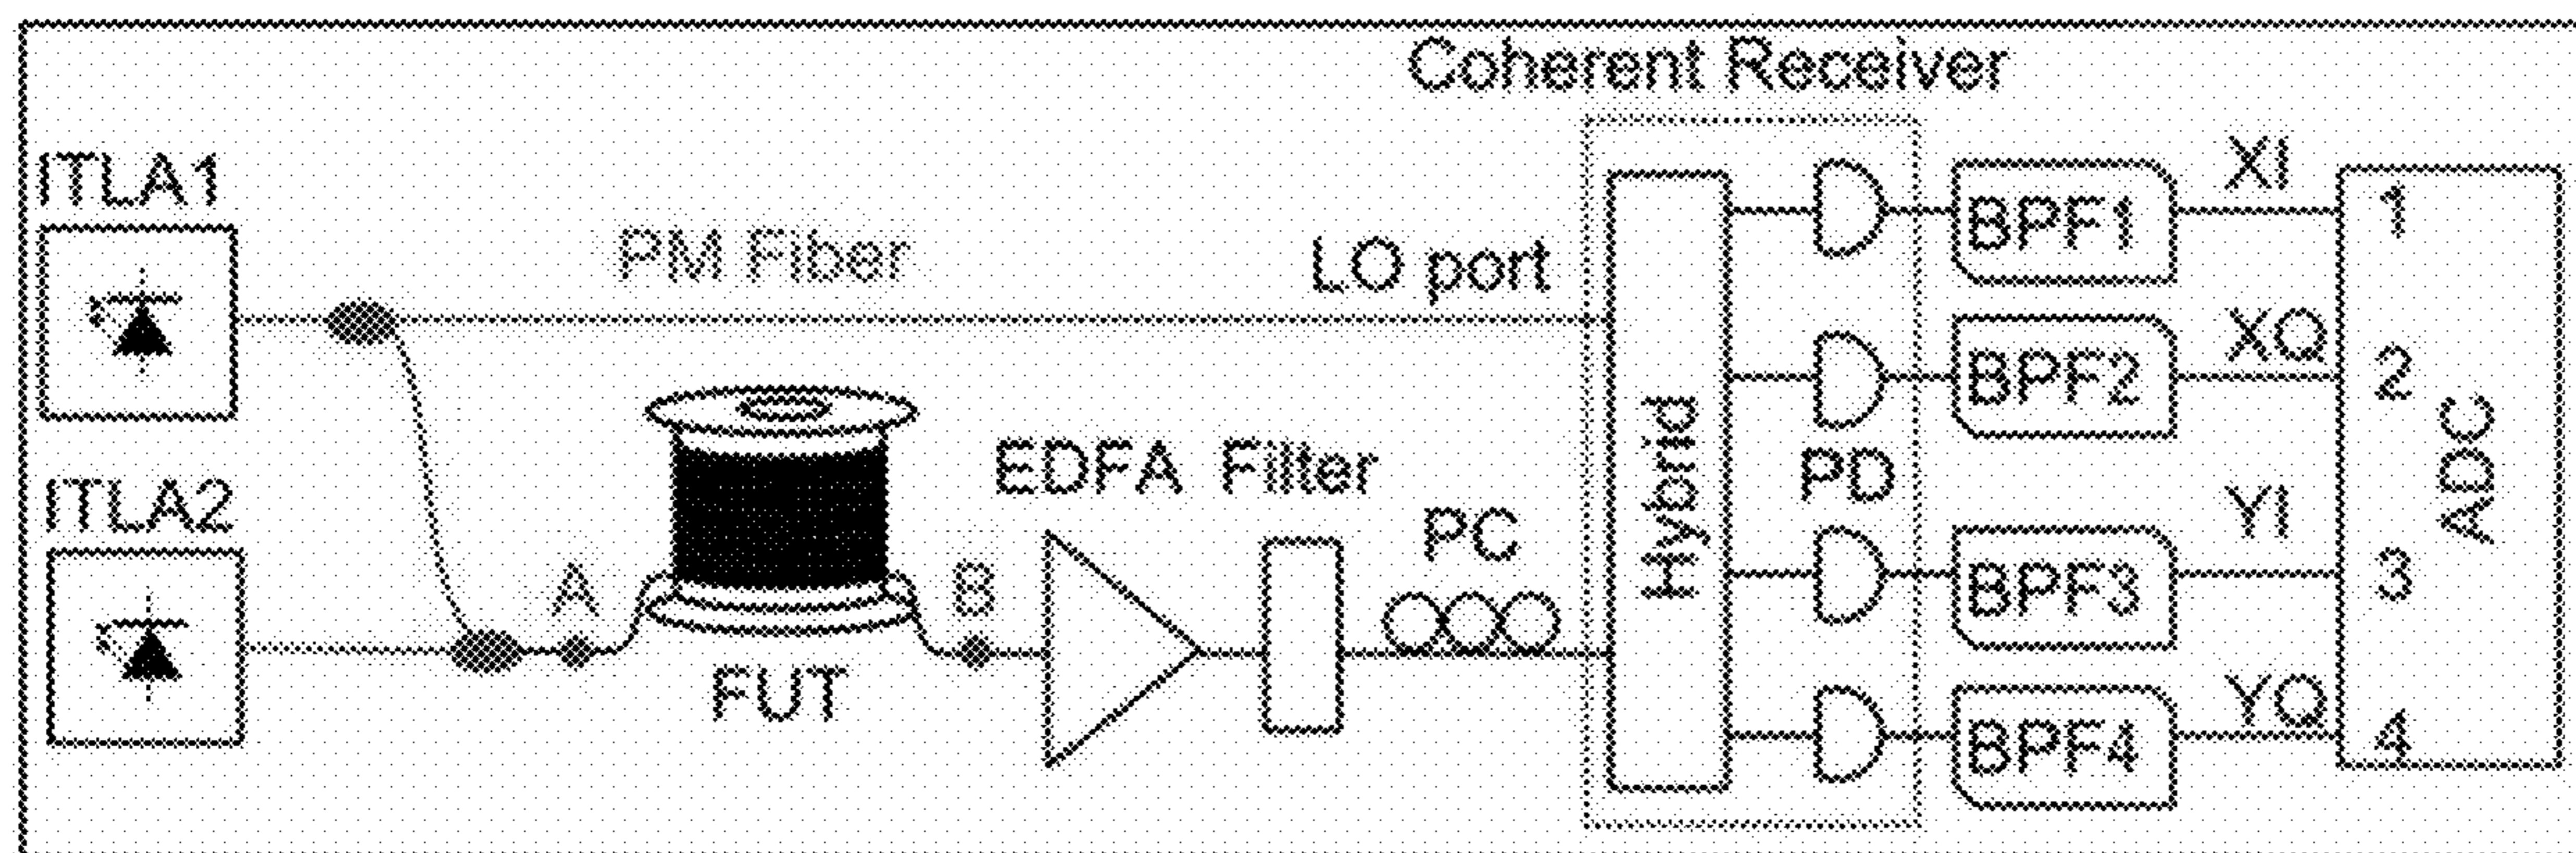 Coherent Receiver
ITLA1
PM Fiber
LO port
BPF1
XI
1
BPF2
XQ
2
ITLA2
A
FUT
B
EDFA Filter
PC
Hybrid
PD
BPF3
YI
3
BPF4
YQ
4
ADC